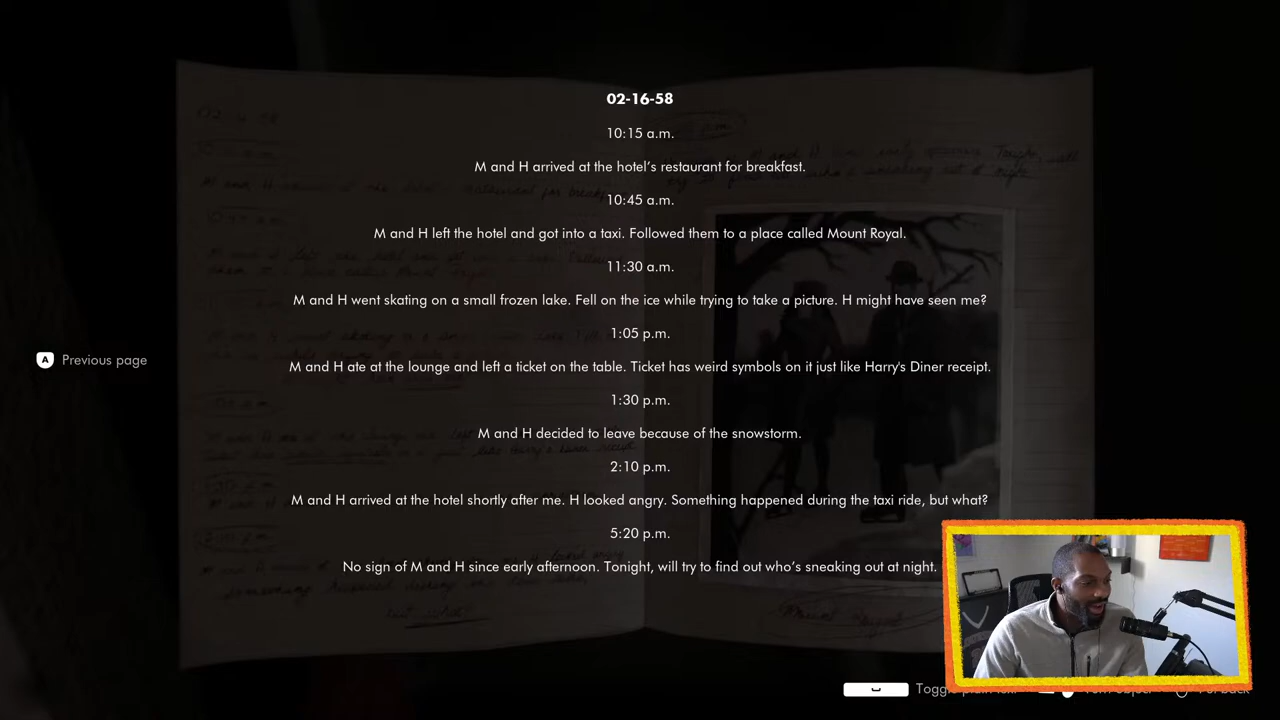 02-16-58
10:15 a.m.
M and H arrived at the hotel's restaurant for breakfast.
10:45 a.m.
M and H left the hotel and got into a taxi. Followed them to a place called Mount Royal.
11:30 a.m.
M and H went skating on a small frozen lake. Fell on the ice while trying to take a picture. H might have seen me?
1:05 p.m.
A Previous page
M and H ate at the lounge and left a ticket on the table. Ticket has weird symbols on it just like Harry's Diner receipt.
1:30 p.m.
M and H decided to leave because of the snowstorm.
2:10 p.m.
M and H arrived at the hotel shortly after me. H looked angry. Something happened during the taxi ride, but what?
5:20 p.m.
No sign of M and H since early afternoon. Tonight, will try to find out who's sneaking out at night.